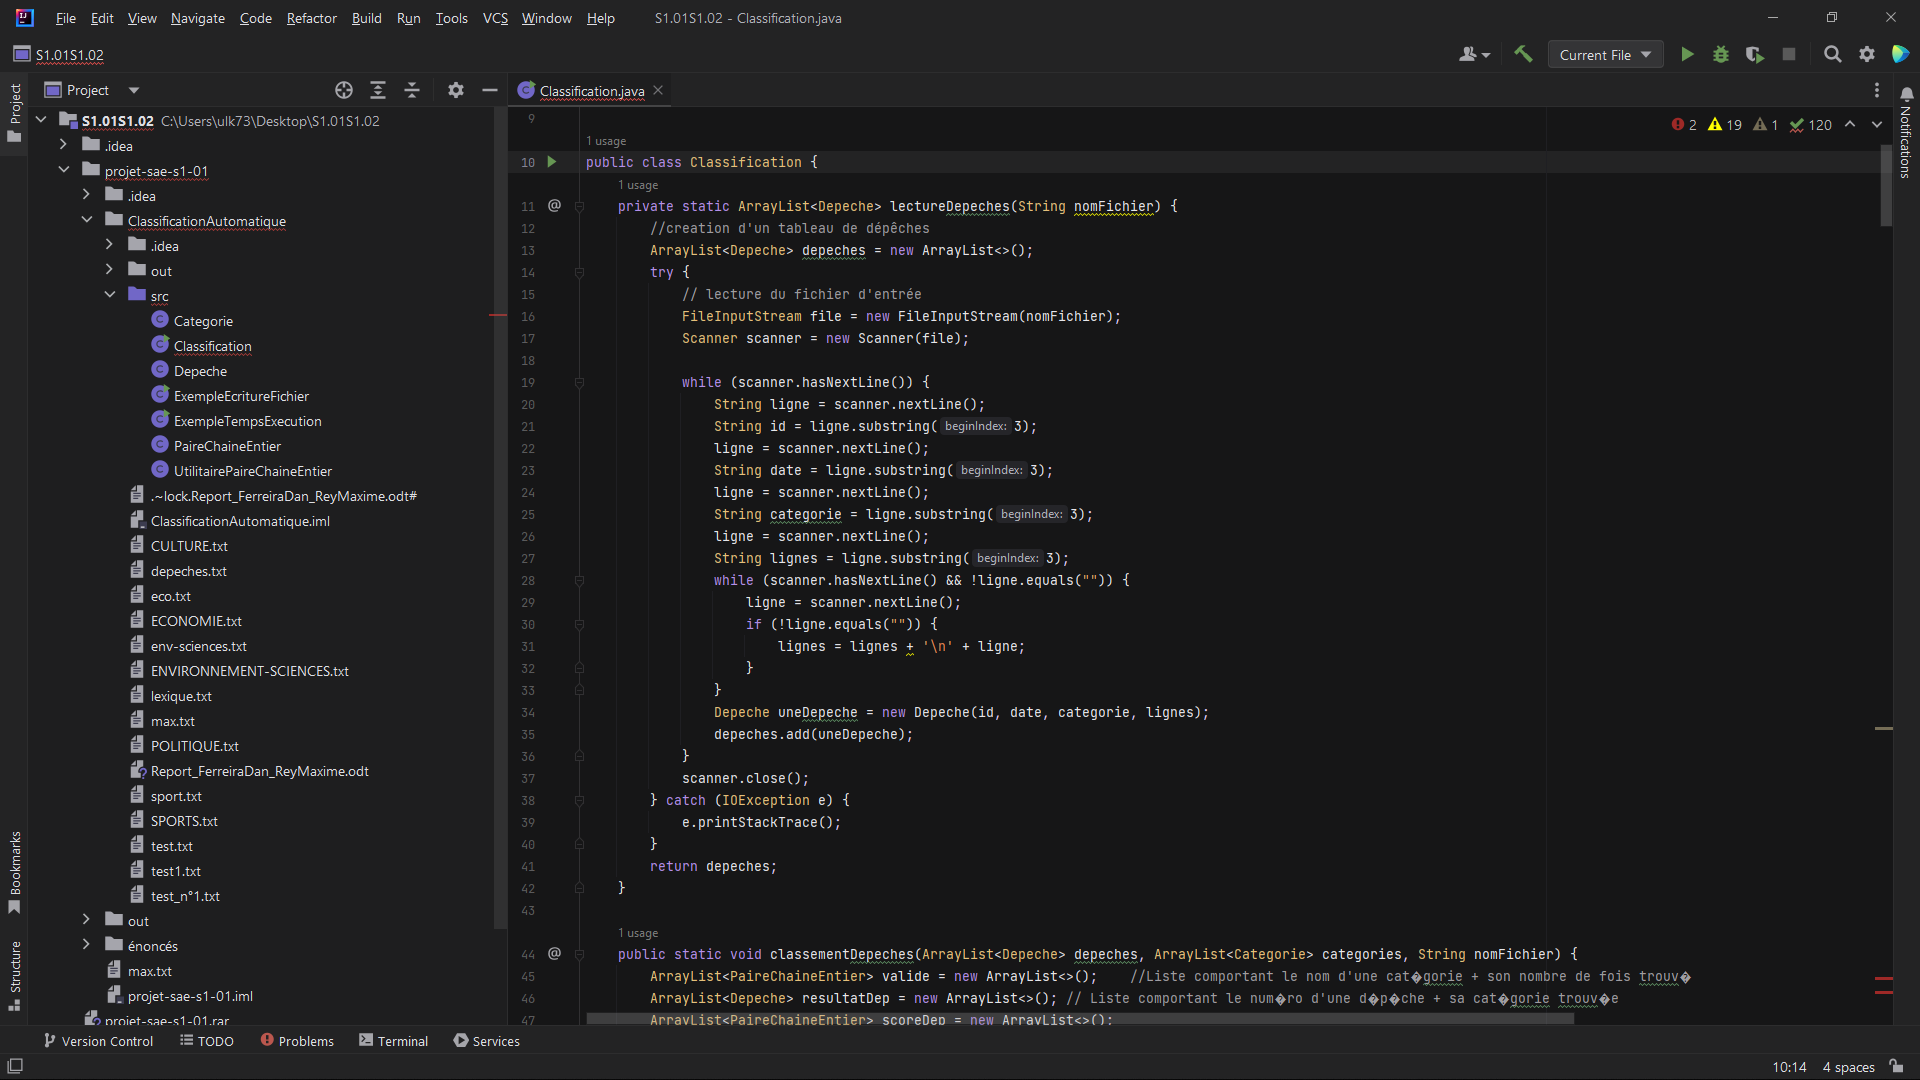 File Edit View Navigate Code Refactor Build Run Tools VCS Window Help S1.01S1.02 - Classification.java
S1.01S1.02
Current File
Project
Project
Classification.java
Notifications
2 19 1 120
S1.01S1.02 C:\Users\ulk73\Desktop\S1.01S1.02
.idea
projet-sae-s1-01
.idea
ClassificationAutomatique
.idea
out
src
Categorie
Classification
Depeche
ExempleEcritureFichier
ExempleTempsExecution
PaireChaineEntier
UtilitairePaireChaineEntier
.~lock.Report_FerreiraDan_ReyMaxime.odt#
ClassificationAutomatique.iml
CULTURE.txt
depeches.txt
eco.txt
ECONOMIE.txt
env-sciences.txt
ENVIRONNEMENT-SCIENCES.txt
lexique.txt
max.txt
POLITIQUE.txt
Report_FerreiraDan_ReyMaxime.odt
sport.txt
SPORTS.txt
test.txt
test1.txt
test_n°1.txt
out
énoncés
max.txt
projet-sae-s1-01.iml
projet-sae-s1-01.rar
Bookmarks
Structure
9
1 usage
10 public class Classification {
1 usage
11 @ private static ArrayList<Depeche> lectureDepeches(String nomFichier) {
12 //creation d'un tableau de dépêches
13 ArrayList<Depeche> depeches = new ArrayList<>();
14 try {
15 // lecture du fichier d'entrée
16 FileInputStream file = new FileInputStream(nomFichier);
17 Scanner scanner = new Scanner(file);
18
19 while (scanner.hasNextLine()) {
20 String ligne = scanner.nextLine();
21 String id = ligne.substring( beginIndex: 3);
22 ligne = scanner.nextLine();
23 String date = ligne.substring( beginIndex: 3);
24 ligne = scanner.nextLine();
25 String categorie = ligne.substring( beginIndex: 3);
26 ligne = scanner.nextLine();
27 String lignes = ligne.substring( beginIndex: 3);
28 while (scanner.hasNextLine() && !ligne.equals("")) {
29 ligne = scanner.nextLine();
30 if (!ligne.equals("")) {
31 lignes = lignes + '\n' + ligne;
32 }
33 }
34 Depeche uneDepeche = new Depeche(id, date, categorie, lignes);
35 depeches.add(uneDepeche);
36 }
37 scanner.close();
38 } catch (IOException e) {
39 e.printStackTrace();
40 }
41 return depeches;
42 }
43
1 usage
44 @ public static void classementDepeches(ArrayList<Depeche> depeches, ArrayList<Categorie> categories, String nomFichier) {
45 ArrayList<PaireChaineEntier> valide = new ArrayList<>(); //Liste comportant le nom d'une cat�gorie + son nombre de fois trouv�
46 ArrayList<Depeche> resultatDep = new ArrayList<>(); // Liste comportant le num�ro d'une d�p�che + sa cat�gorie trouv�e
47 ArrayList<PaireChaineEntier> scoreDep = new ArrayList<>();
Version Control TODO Problems Terminal Services
10:14 4 spaces